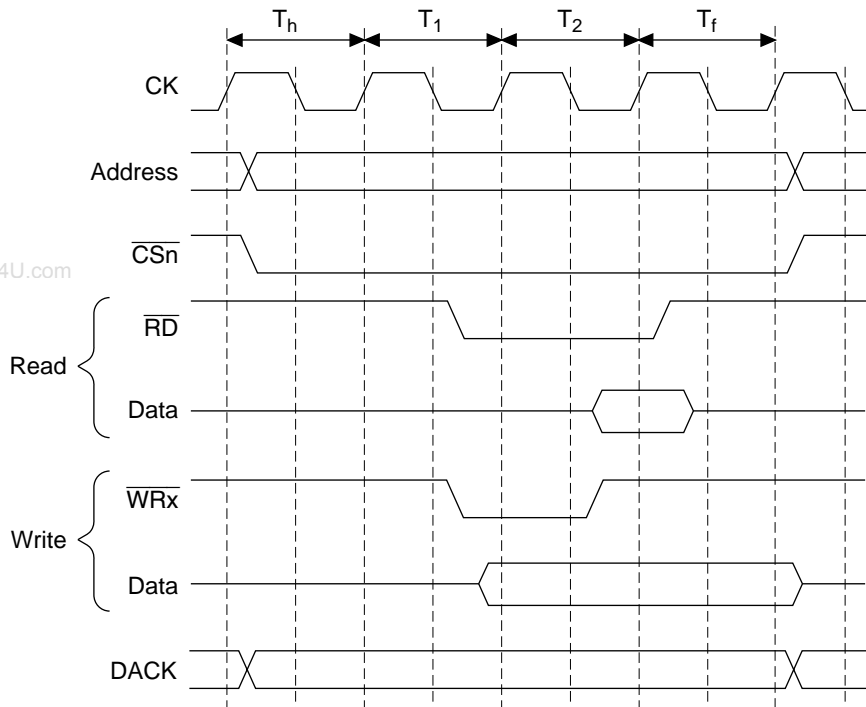 Th T1 T2 Tf
CK
Address
CSn
4U.com
RD
Read
Data
WRx
Write
Data
DACK